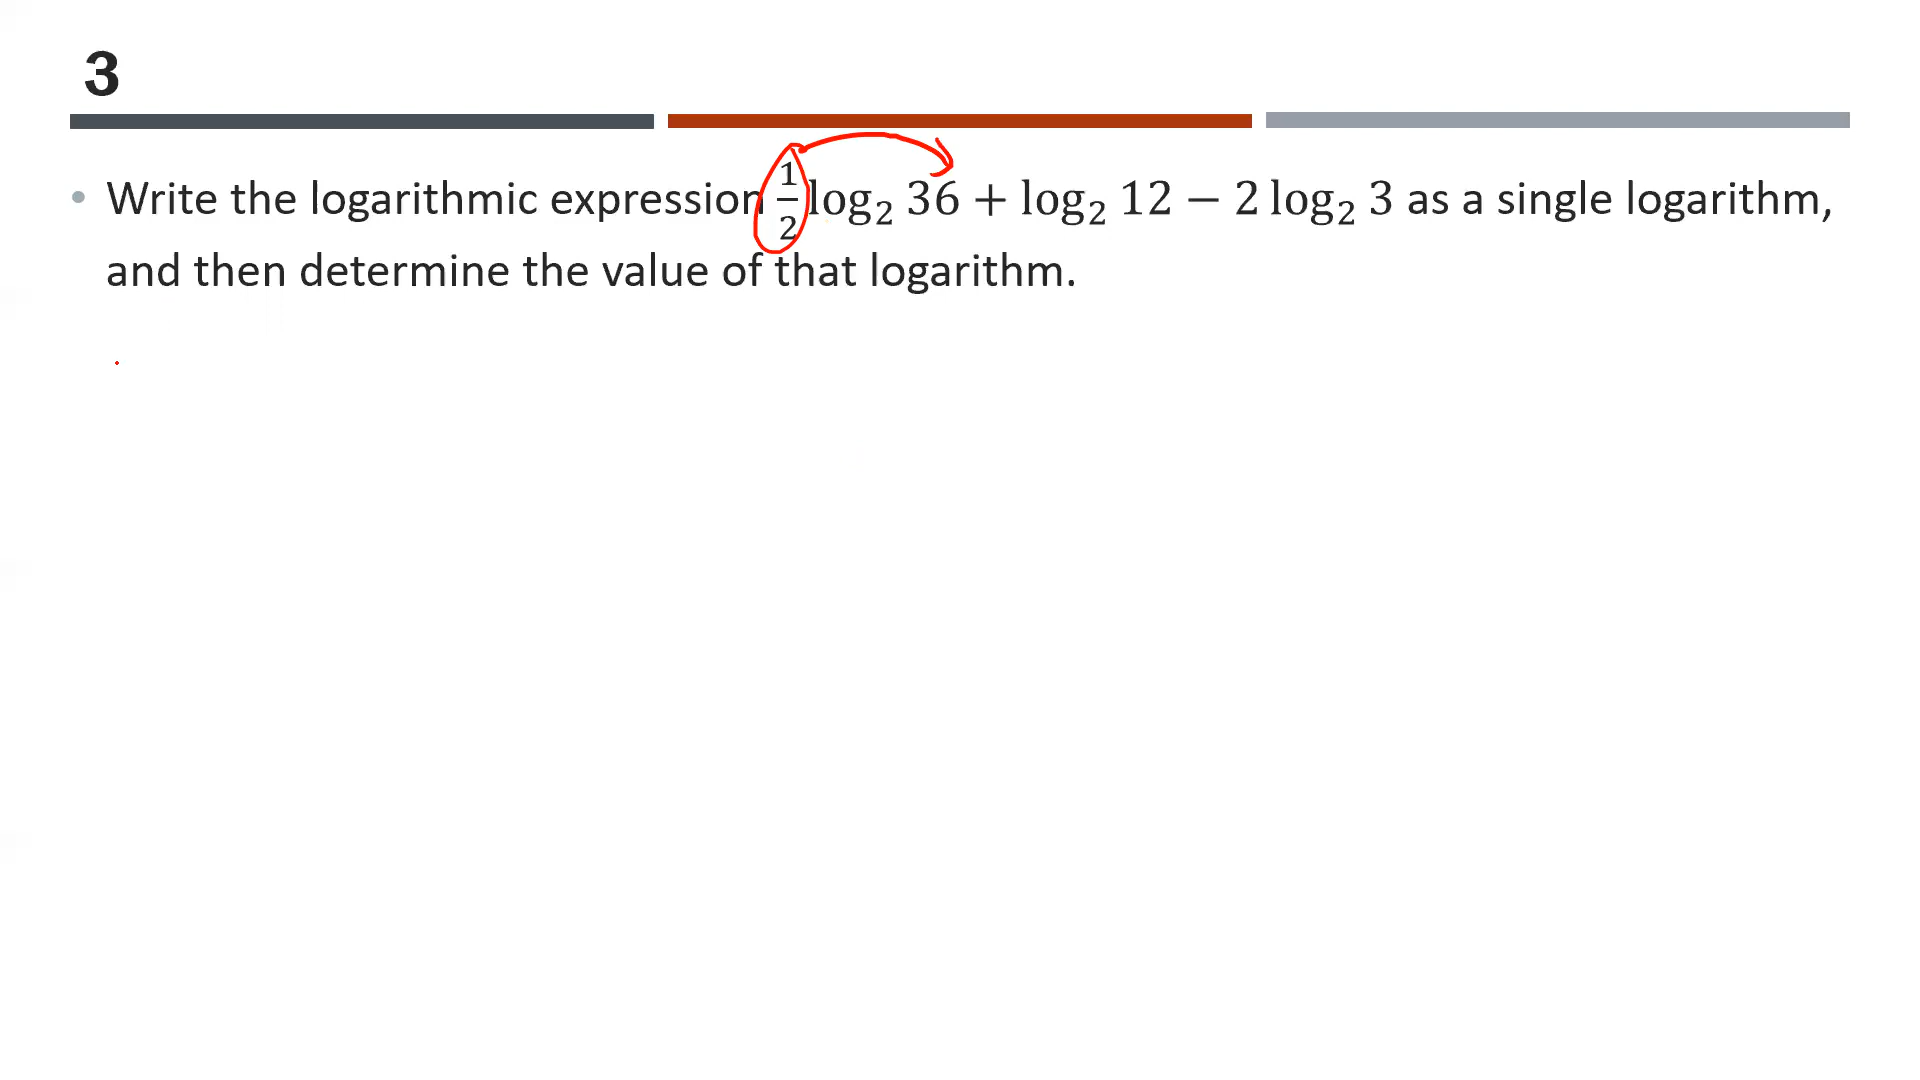 3
• Write the logarithmic expression \frac{1}{2} log₂ 36 + log₂ 12 − 2 log₂ 3 as a single logarithm,
and then determine the value of that logarithm.